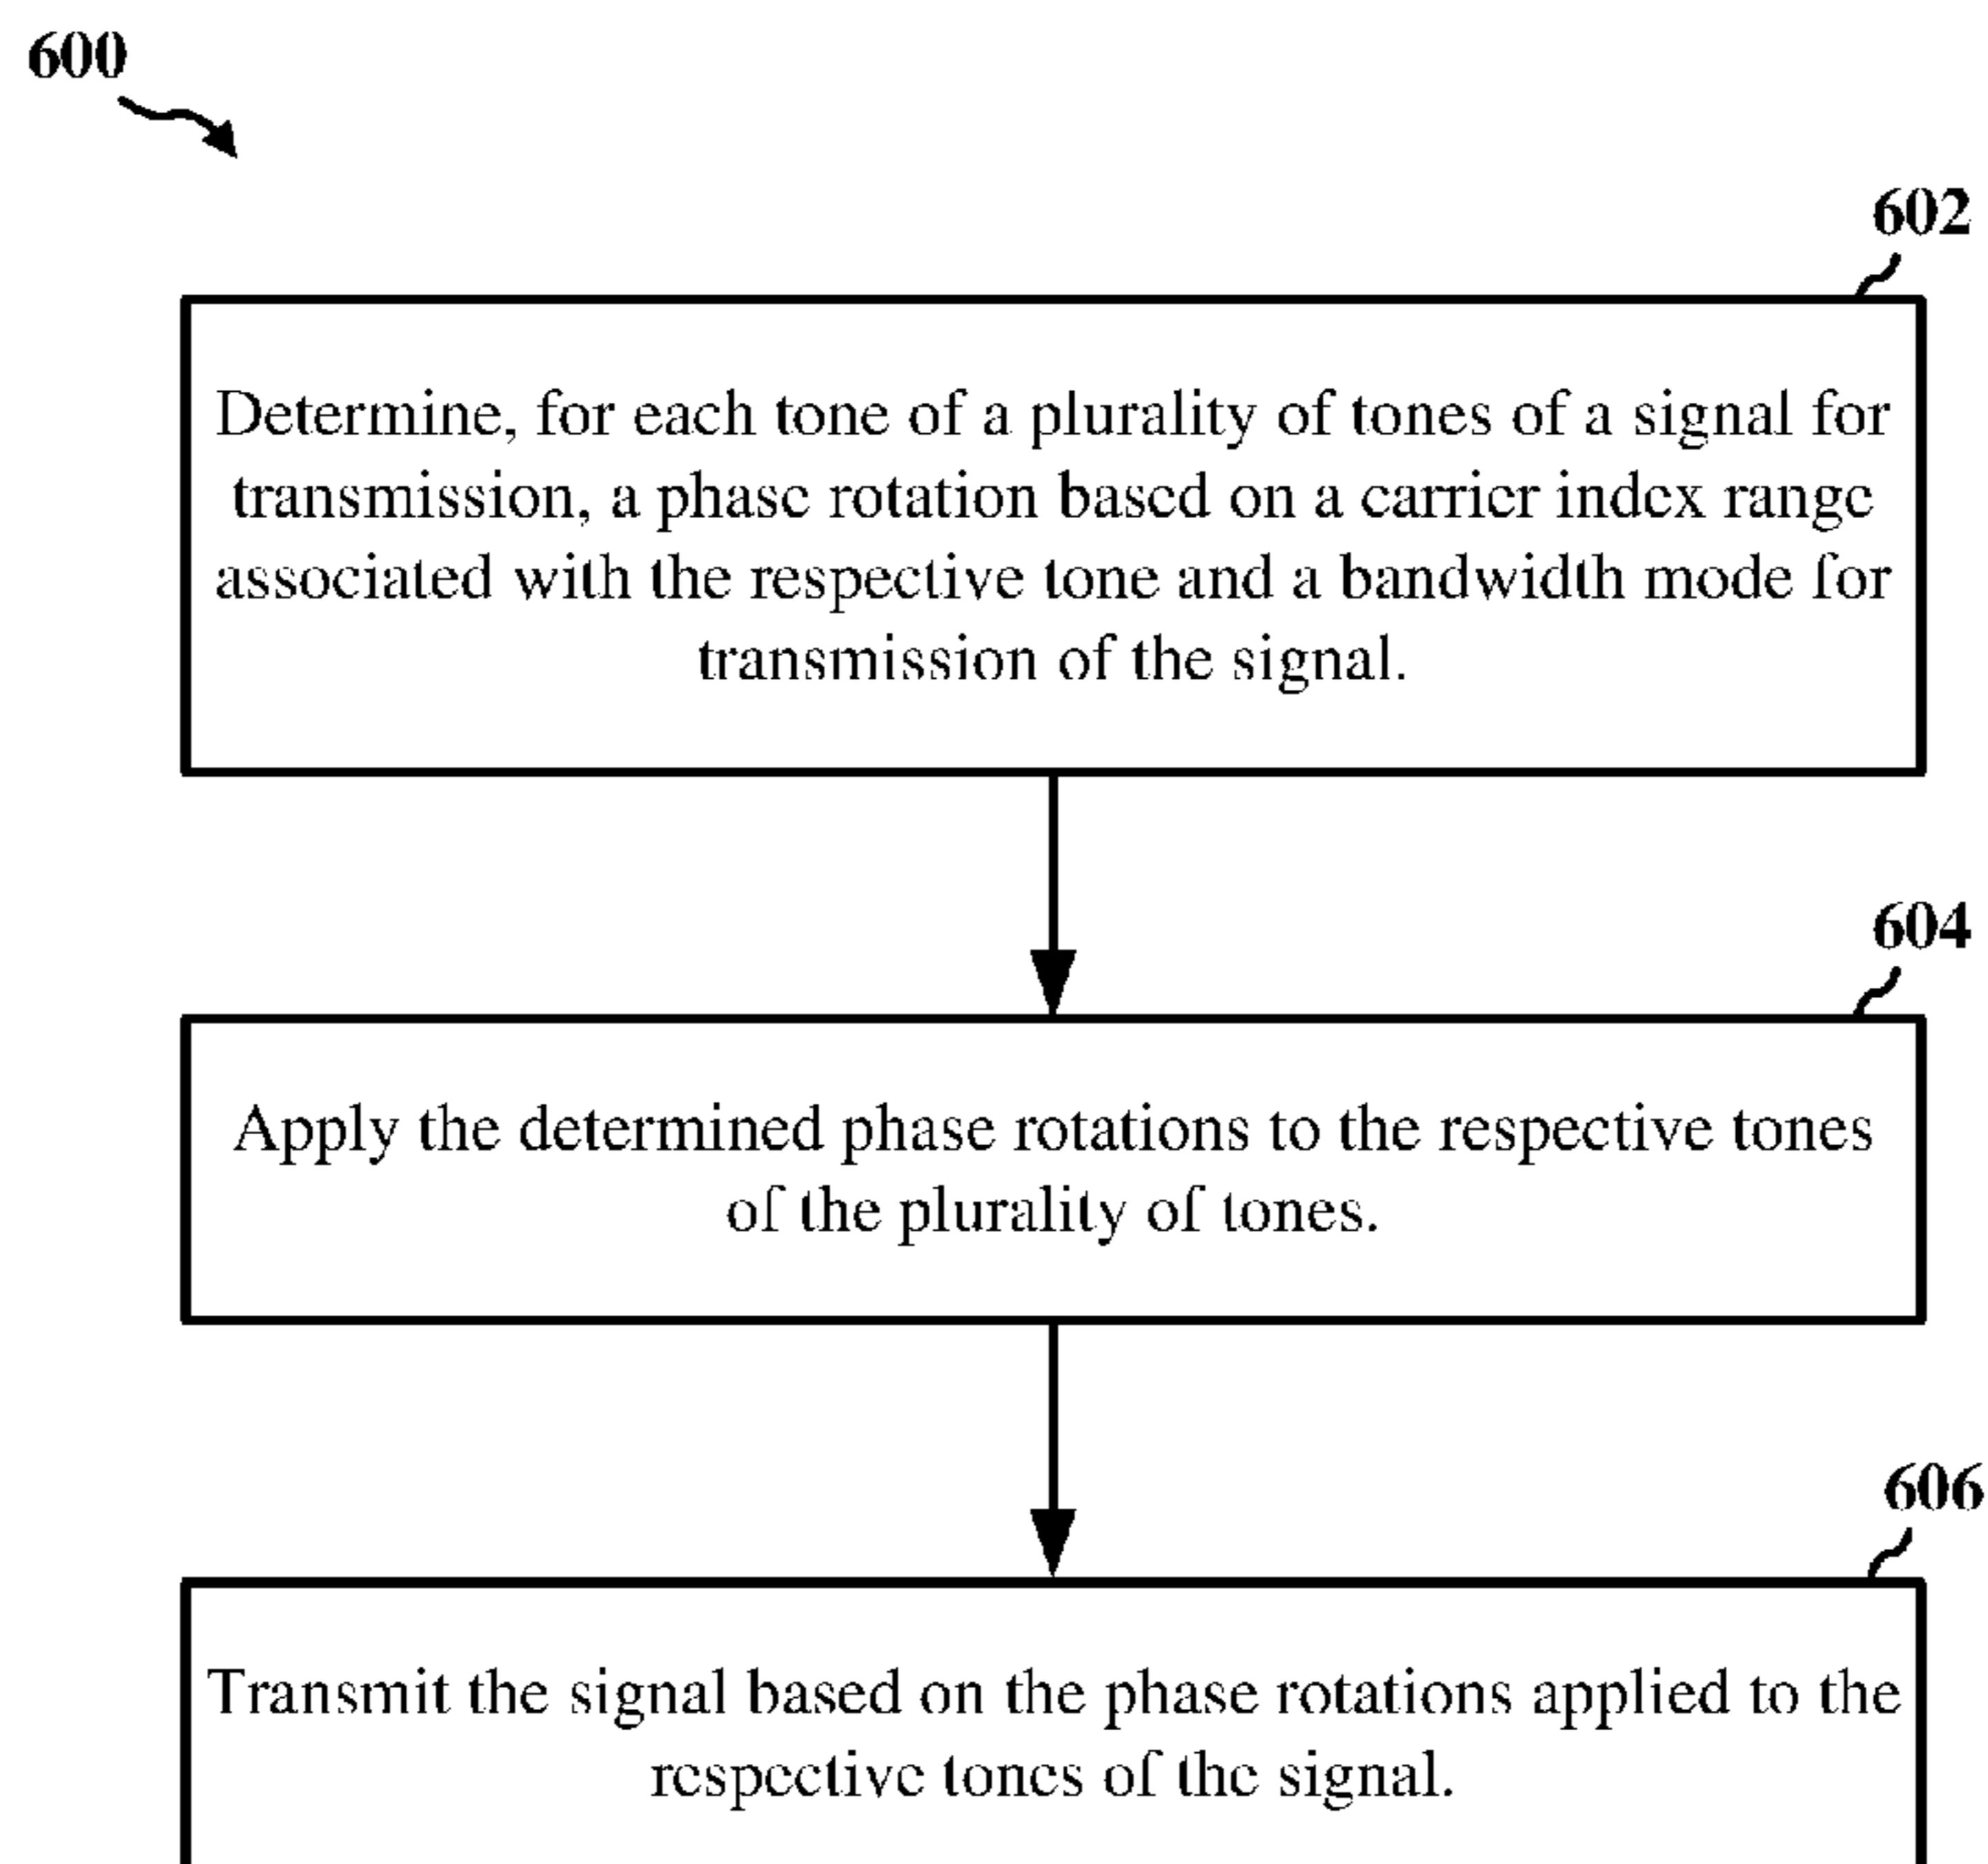 600
602
Determine, for each tone of a plurality of tones of a signal for
transmission, a phase rotation based on a carrier index range
associated with the respective tone and a bandwidth mode for
transmission of the signal.
604
Apply the determined phase rotations to the respective tones
of the plurality of tones.
606
Transmit the signal based on the phase rotations applied to the
respective tones of the signal.